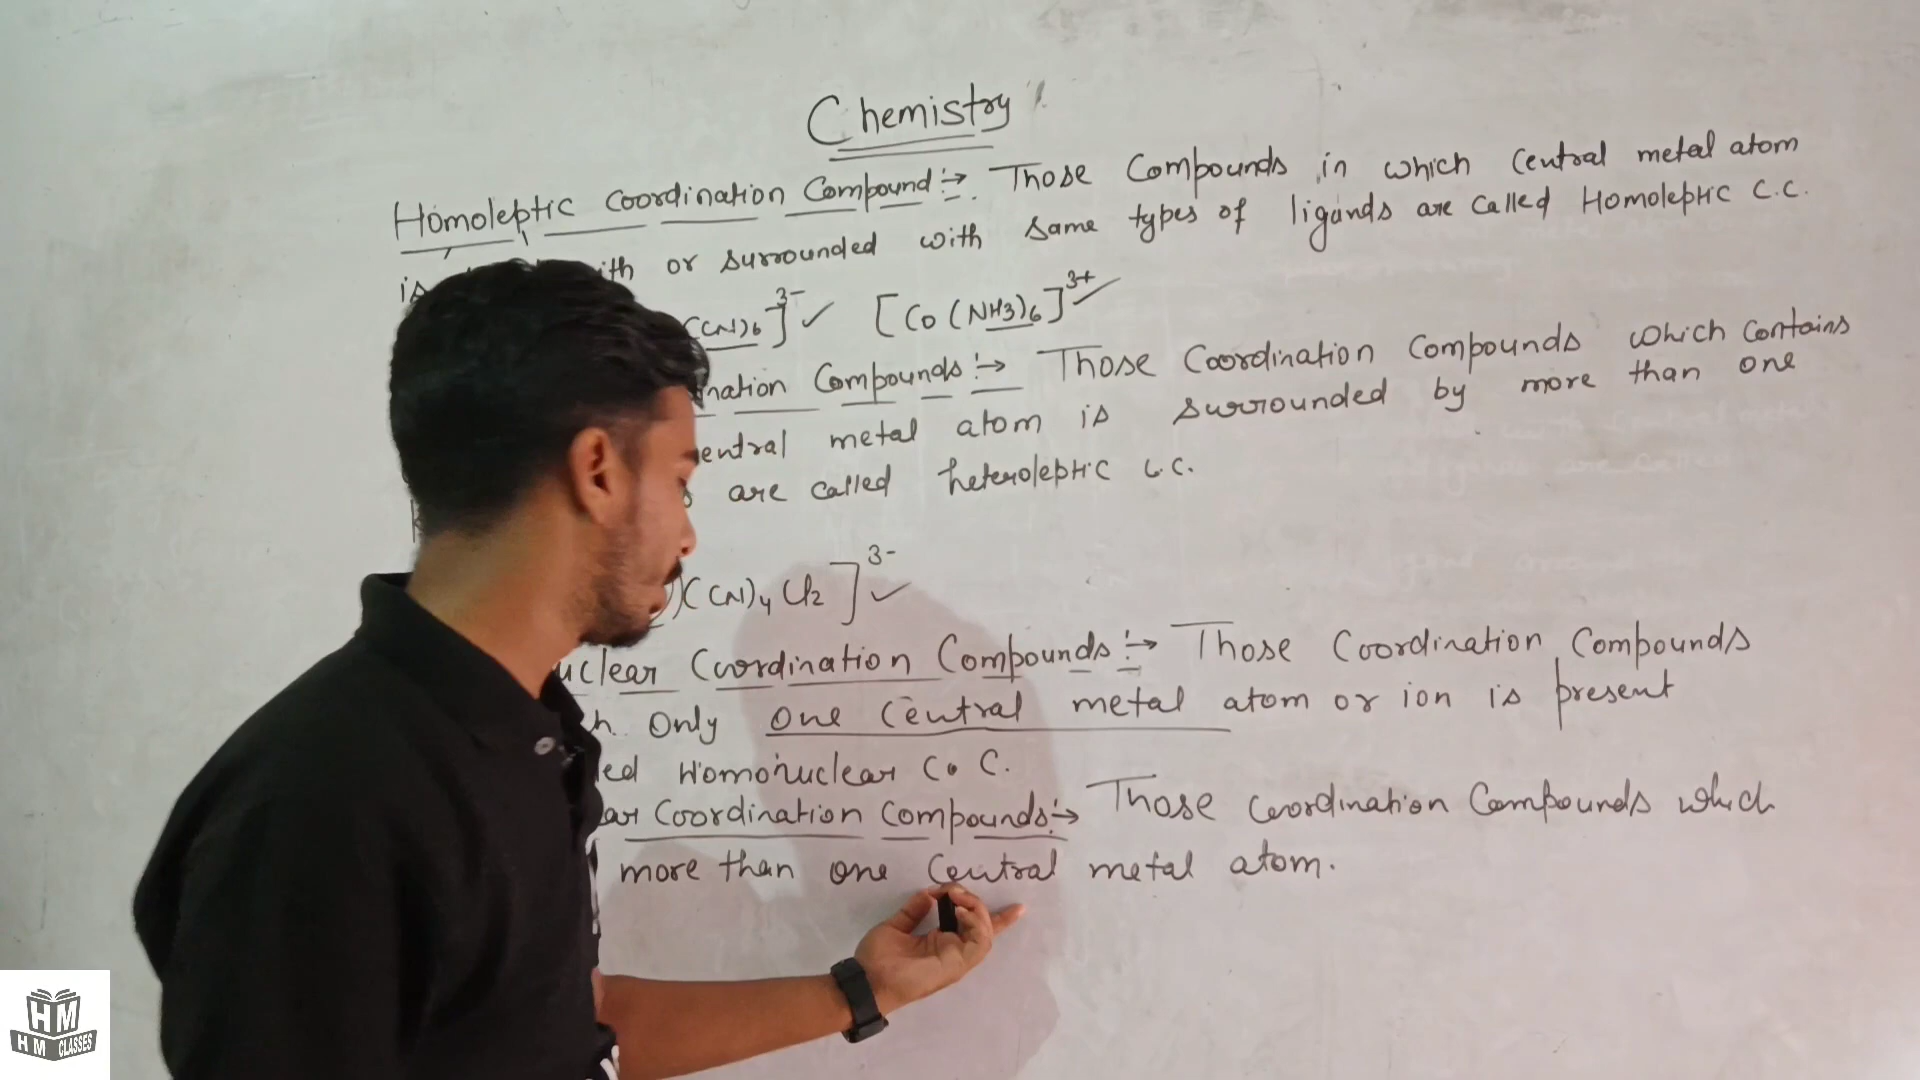 Chemistry
Homoleptic Coordination Compound :→ Those Compounds in which Central metal atom
is or surrounded with same types of ligands are called Homoleptic C.C.
(CN)6]3- ✓ [Co(NH3)6]3+ ✓
nation Compounds :→ Those Coordination Compounds which contains
entral metal atom is surrounded by more than one
s are called heteroleptic C.C.
(CN)4 Cl2]3- ✓
uclear Coordination Compounds :→ Those Coordination Compounds
h Only one Central metal atom or ion is present
led Homonuclear C.C.
ar Coordination Compounds :→ Those Coordination Compounds which
more than one Central metal atom.
HM
HM CLASSES